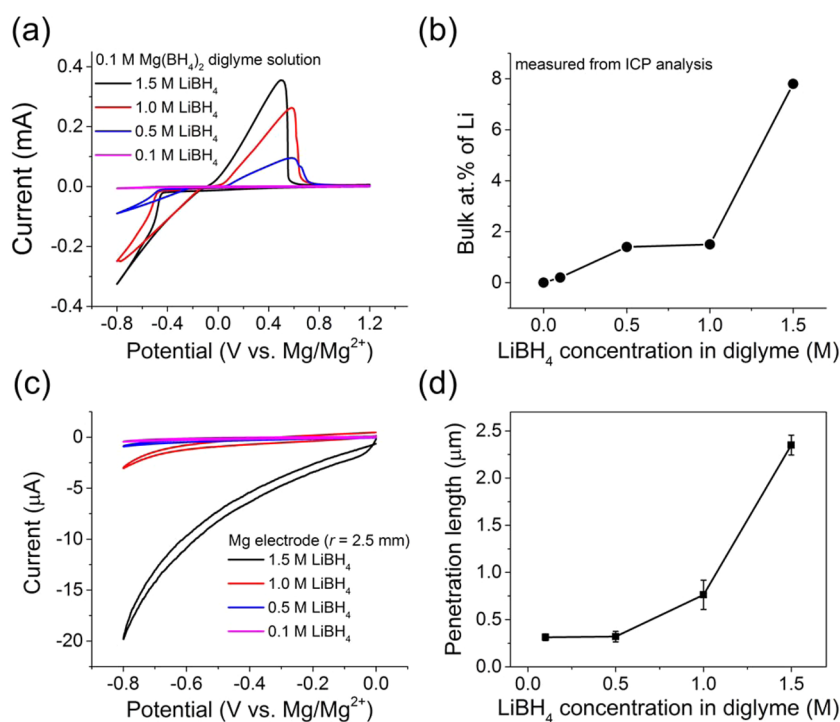 (a)
0.1 M Mg(BH₄)₂ diglyme solution
1.5 M LiBH₄
1.0 M LiBH₄
0.5 M LiBH₄
0.1 M LiBH₄
0.4
0.2
0.0
-0.2
-0.4
Current (mA)
-0.8 -0.4 0.0 0.4 0.8 1.2
Potential (V vs. Mg/Mg²⁺)
(b)
measured from ICP analysis
8
6
4
2
0
Bulk at.% of Li
0.0 0.5 1.0 1.5
LiBH₄ concentration in diglyme (M)
(c)
0
-5
-10
-15
-20
Current (μA)
Mg electrode (r = 2.5 mm)
1.5 M LiBH₄
1.0 M LiBH₄
0.5 M LiBH₄
0.1 M LiBH₄
-0.8 -0.6 -0.4 -0.2 0.0
Potential (V vs. Mg/Mg²⁺)
(d)
2.5
2.0
1.5
1.0
0.5
0.0
Penetration length (μm)
0.0 0.5 1.0 1.5
LiBH₄ concentration in diglyme (M)